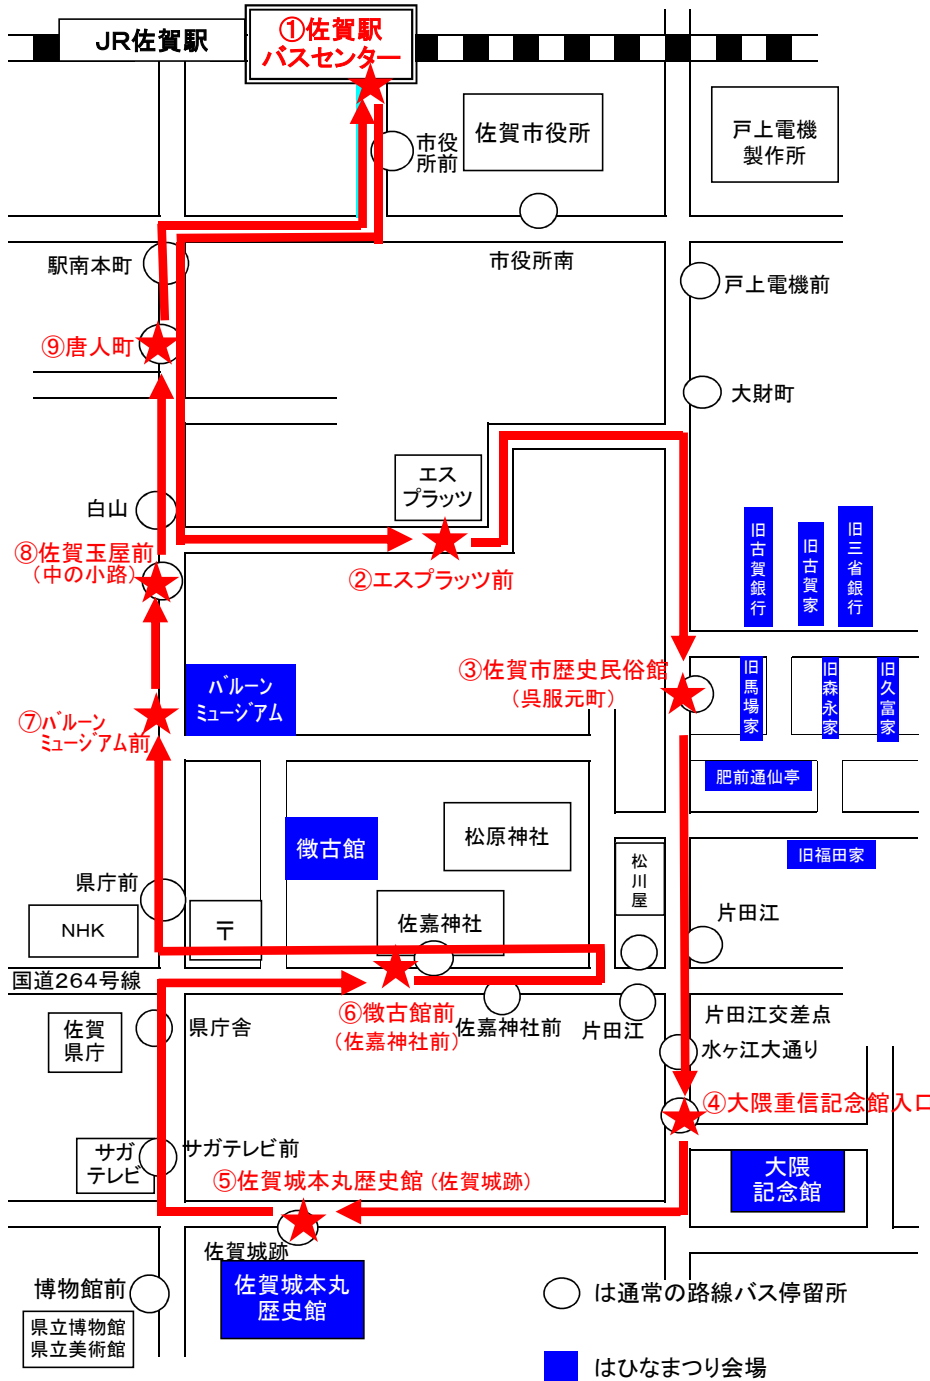 JR佐賀駅
①佐賀駅
バスセンター
市役
所前
佐賀市役所
戸上電機
製作所
駅南本町
市役所南
戸上電機前
⑨唐人町
大財町
エス
プラッツ
白山
⑧佐賀玉屋前
(中の小路)
②エスプラッツ前
旧古賀銀行
旧古賀家
旧三省銀行
③佐賀市歴史民俗館
(呉服元町)
旧馬場家
旧森永家
旧久富家
バルーン
ミュージアム
⑦バルーン
ミュージアム前
肥前通仙亭
徴古館
松原神社
旧福田家
松川屋
県庁前
NHK
〒
佐嘉神社
片田江
国道264号線
⑥徴古館前
(佐嘉神社前)
佐嘉神社前
片田江
片田江交差点
佐賀
県庁
県庁舎
水ヶ江大通り
④大隈重信記念館入口
サガ
テレビ
サガテレビ前
大隈
記念館
⑤佐賀城本丸歴史館(佐賀城跡)
佐賀城跡
博物館前
佐賀城本丸
歴史館
県立博物館
県立美術館
は通常の路線バス停留所
はひなまつり会場